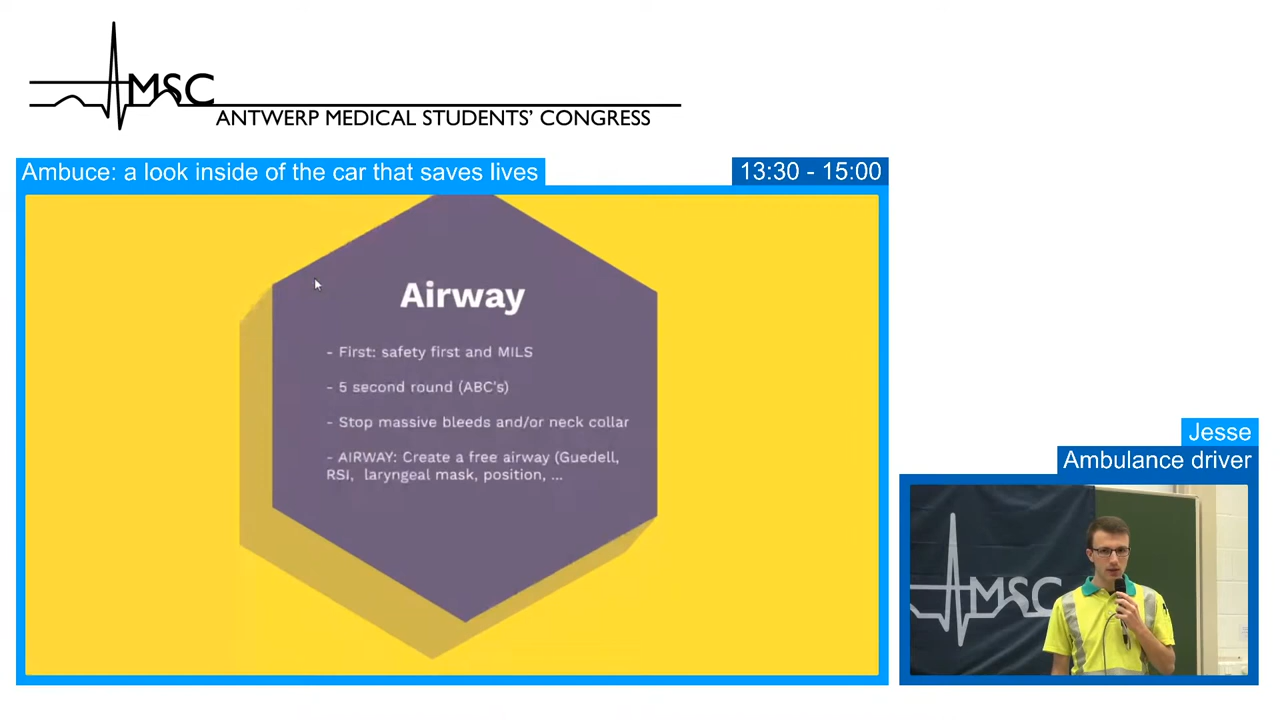 AMSC
ANTWERP MEDICAL STUDENTS' CONGRESS
Ambuce: a look inside of the car that saves lives
13:30 - 15:00
Airway
- First: safety first and MILS
- 5 second round (ABC's)
- Stop massive bleeds and/or neck collar
- AIRWAY: Create a free airway (Guedell,
RSI, laryngeal mask, position, ...
Jesse
Ambulance driver
AMSC